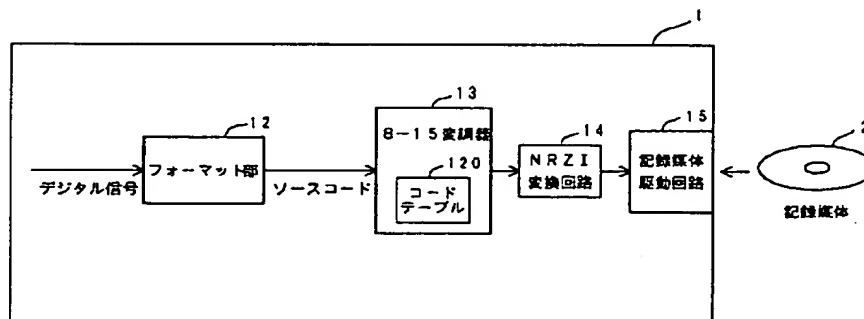 1
12
フォーマット部
デジタル信号
ソースコード
13
8-15変調器
120
コード
テーブル
14
NRZI
変換回路
15
記録媒体
駆動回路
2
記録媒体